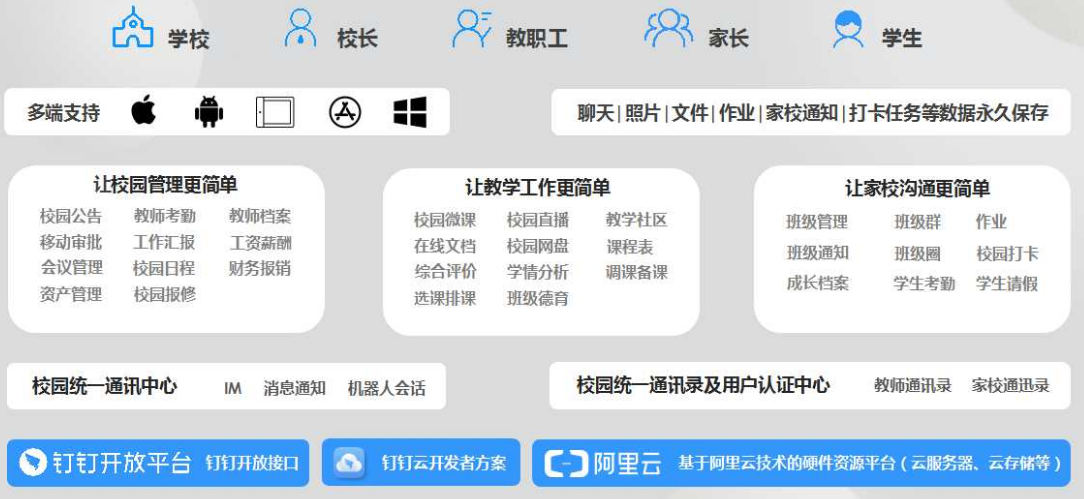 学校 校长 教职工 家长 学生
多端支持
聊天|照片|文件|作业|家校通知|打卡任务等数据永久保存
让校园管理更简单
校园公告 教师考勤 教师档案
移动审批 工作汇报 工资薪酬
会议管理 校园日程 财务报销
资产管理 校园报修
让教学工作更简单
校园微课 校园直播 教学社区
在线文档 校园网盘 课程表
综合评价 学情分析 调课备课
选课排课 班级德育
让家校沟通更简单
班级管理 班级群 作业
班级通知 班级圈 校园打卡
成长档案 学生考勤 学生请假
校园统一通讯中心 IM 消息通知 机器人会话
校园统一通讯录及用户认证中心 教师通讯录 家校通迅录
钉钉开放平台 钉钉开放接口
钉钉云开发者方案
阿里云 基于阿里云技术的硬件资源平台（云服务器、云存储等）